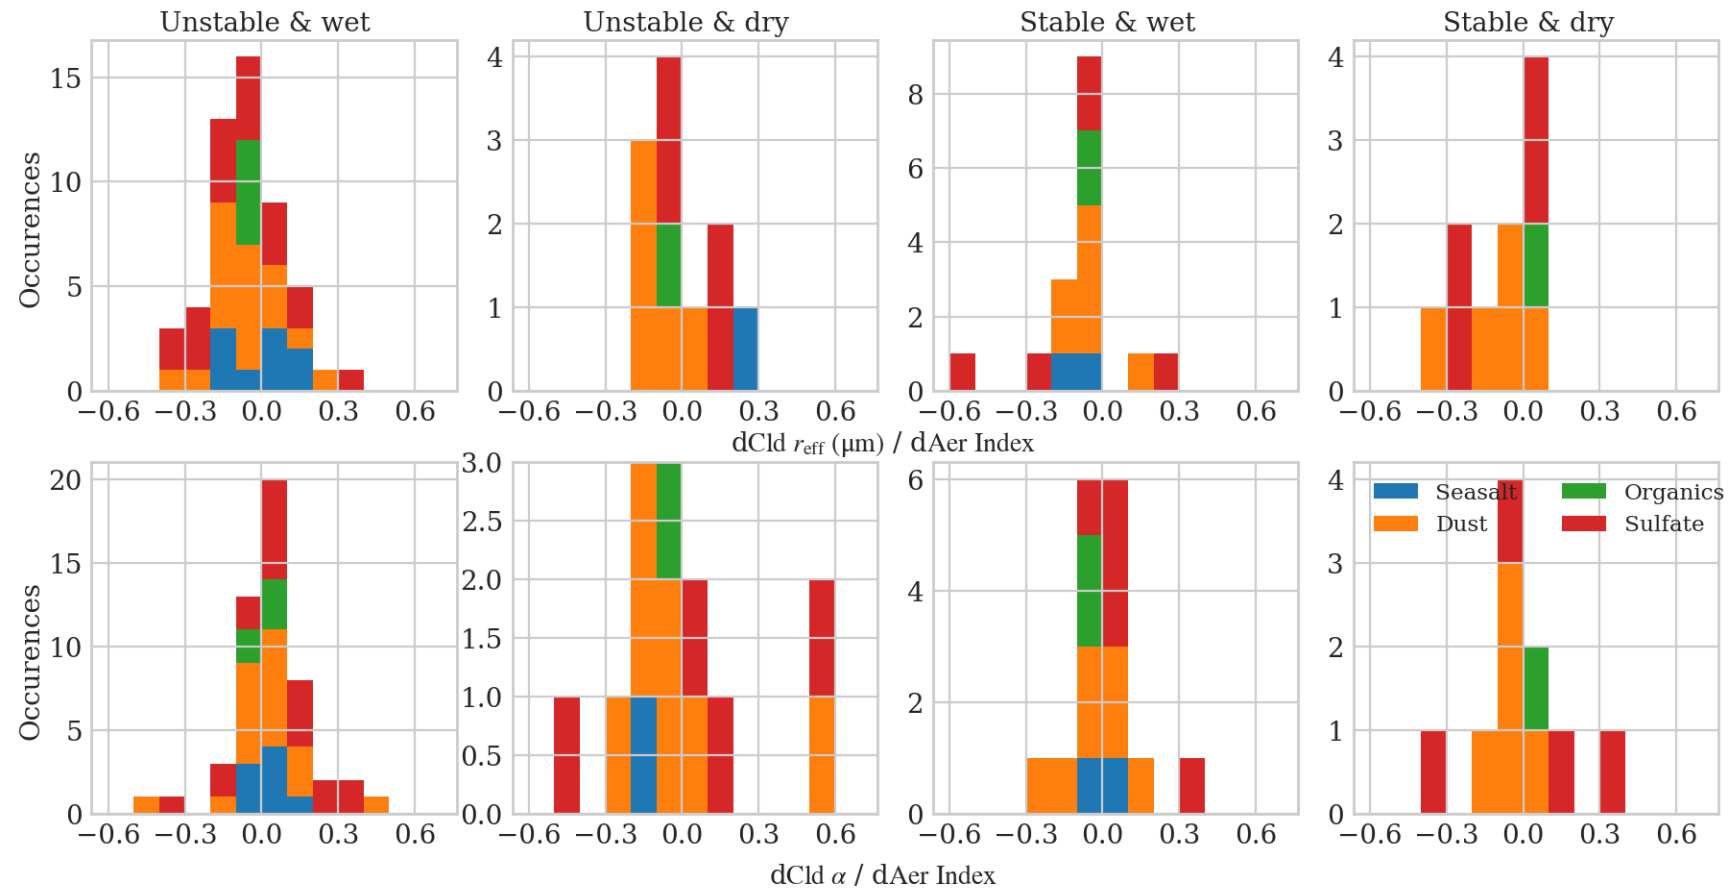 Unstable & wet
Unstable & dry
Stable & wet
Stable & dry
Occurences
15
10
5
0
−0.6 −0.3 0.0 0.3 0.6
4
3
2
1
0
−0.6 −0.3 0.0 0.3 0.6
8
6
4
2
0
−0.6 −0.3 0.0 0.3 0.6
4
3
2
1
0
−0.6 −0.3 0.0 0.3 0.6
dCld r_eff (μm) / dAer Index
Occurences
20
15
10
5
0
−0.6 −0.3 0.0 0.3 0.6
3.0
2.5
2.0
1.5
1.0
0.5
0.0
−0.6 −0.3 0.0 0.3 0.6
6
4
2
0
−0.6 −0.3 0.0 0.3 0.6
4
3
2
1
0
−0.6 −0.3 0.0 0.3 0.6
Seasalt
Dust
Organics
Sulfate
dCld α / dAer Index